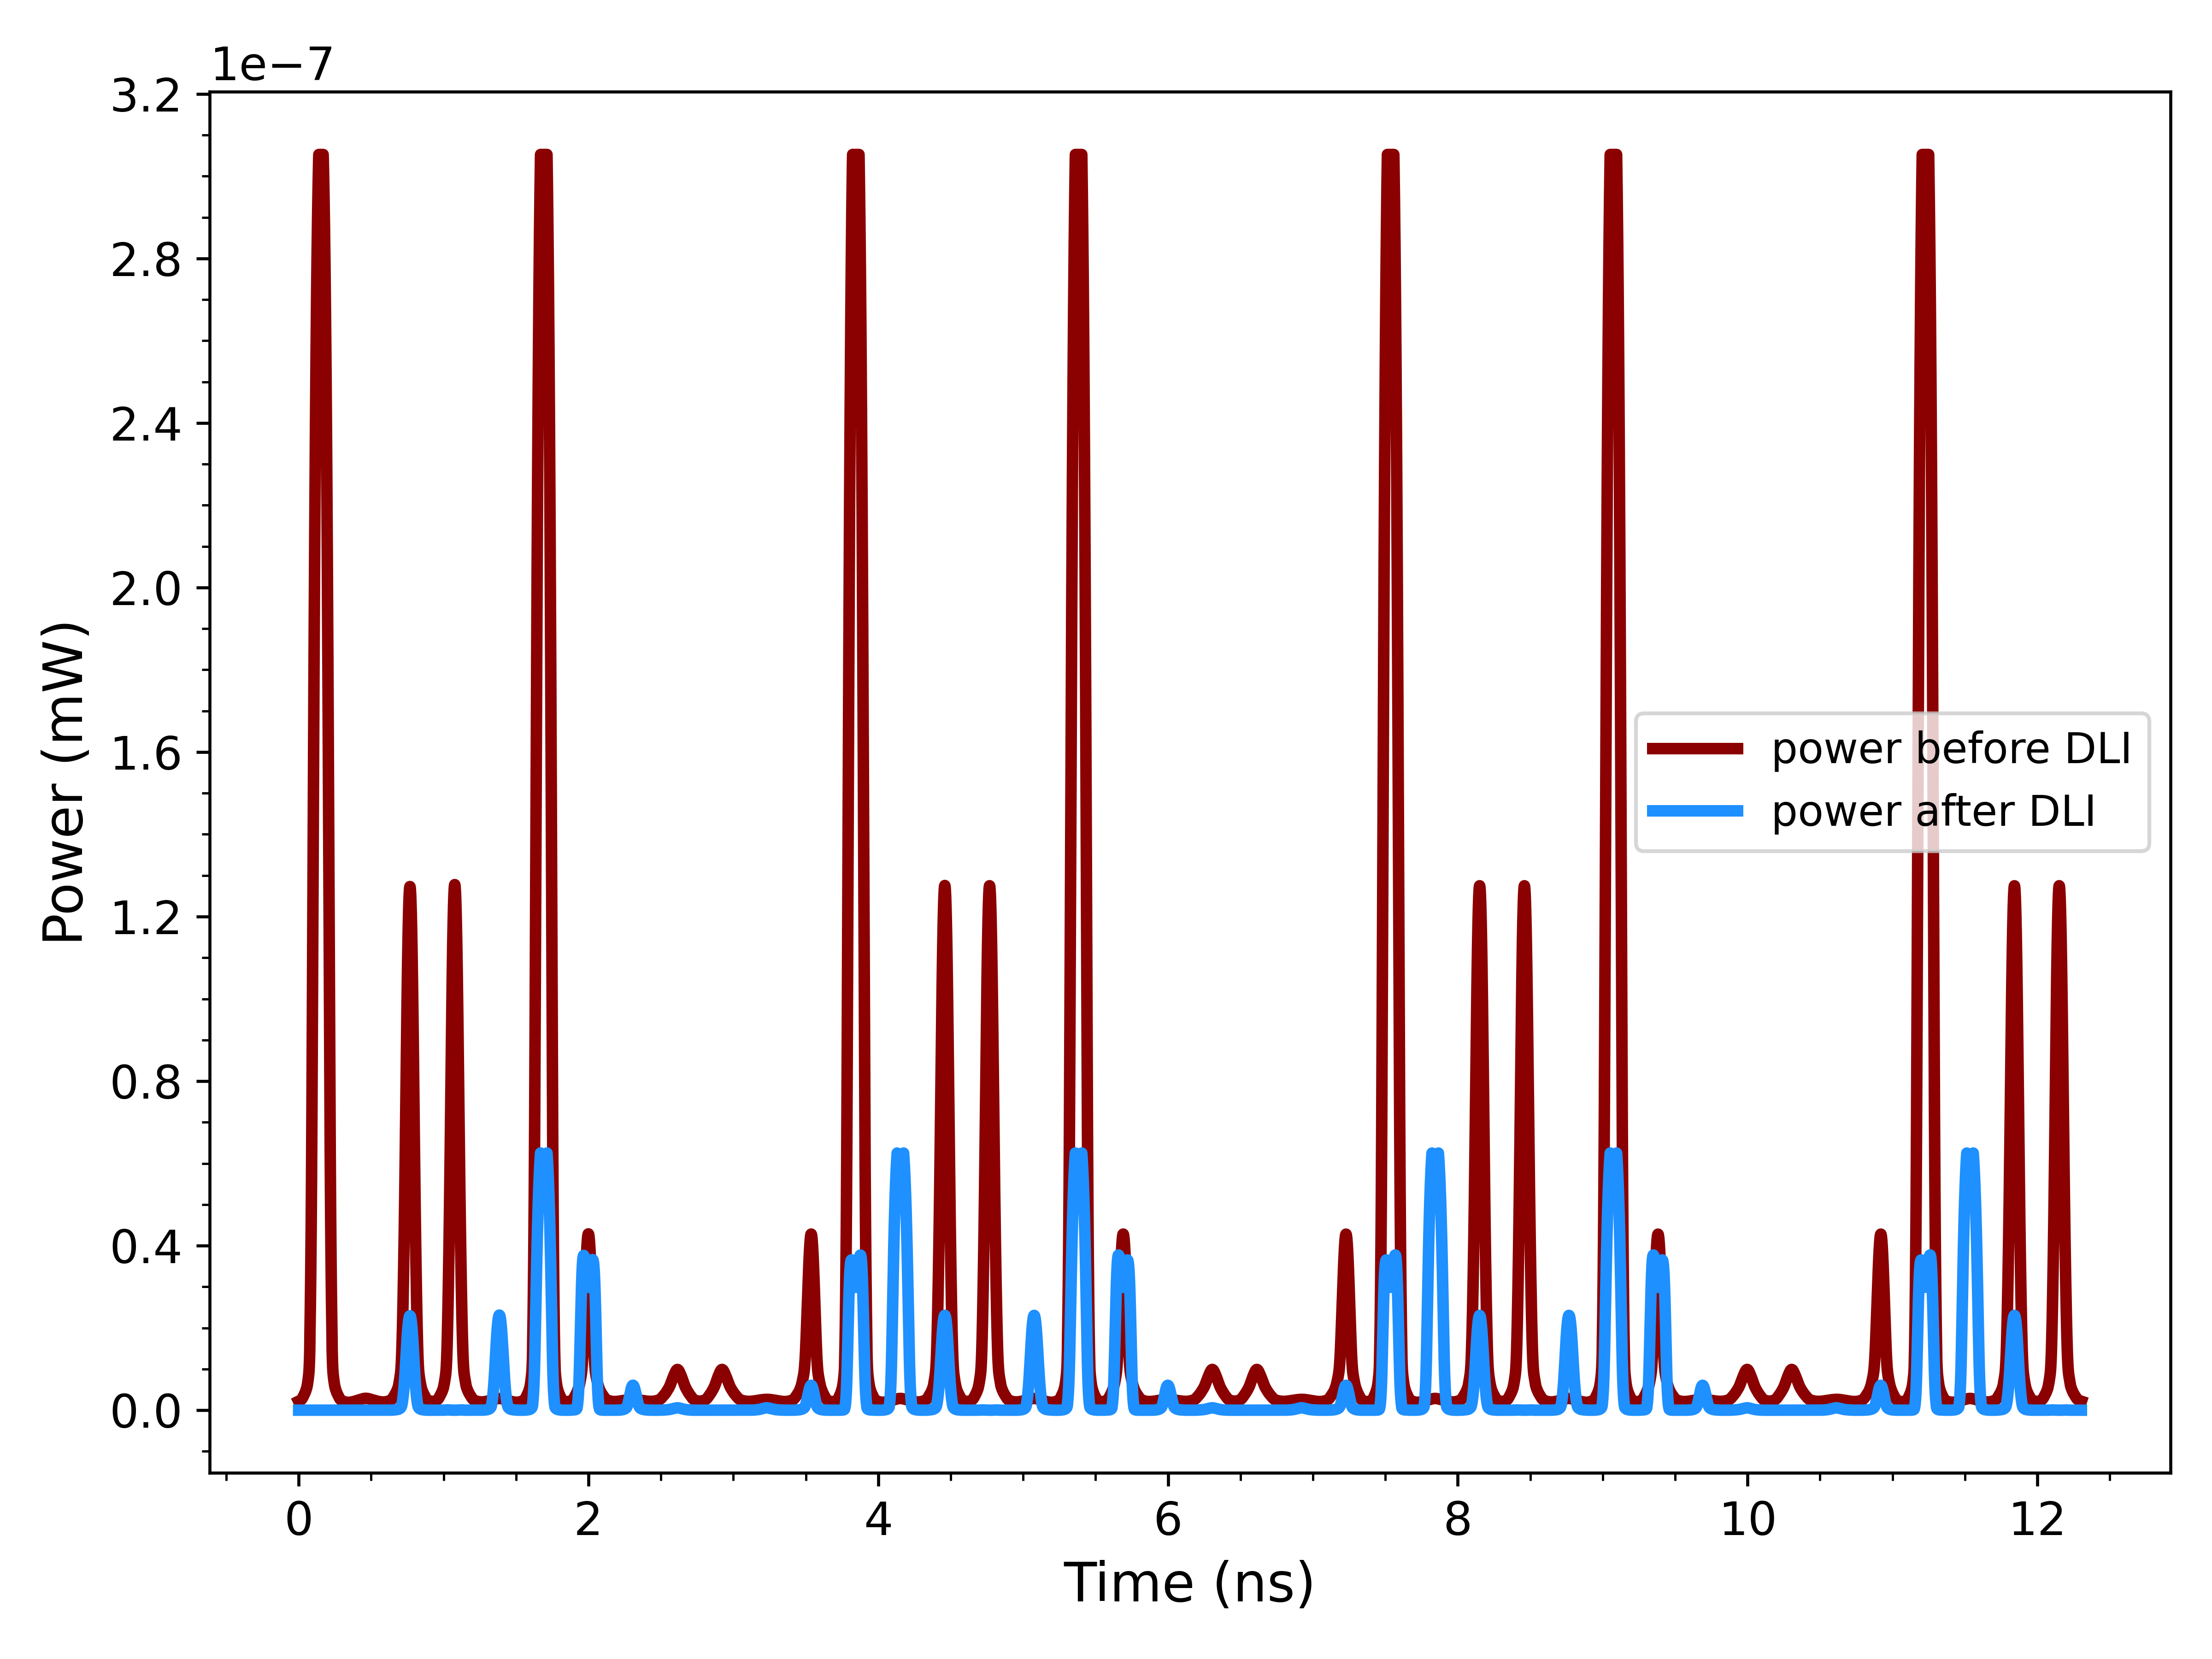 1e−7
3.2
2.8
2.4
2.0
1.6
1.2
0.8
0.4
0.0
Power (mW)
power before DLI
power after DLI
0 2 4 6 8 10 12
Time (ns)